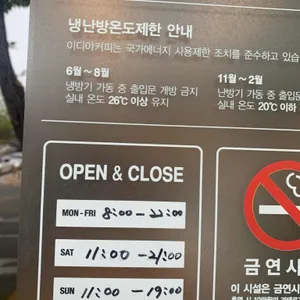 냉난방온도제한 안내
이디야커피는 국가에너지 사용제한 조치를 준수하고 있습
6월~8월
냉방기 가동 중 출입문 개방 금지
실내 온도 26℃ 이상 유지
11월~2월
난방기 가동 중 출입문
실내 온도 20℃ 이하
OPEN & CLOSE
MON-FRI 8:00-22:00
SAT 11:00-21:00
SUN 11:00-19:00
금연시
이 시설은 금연시